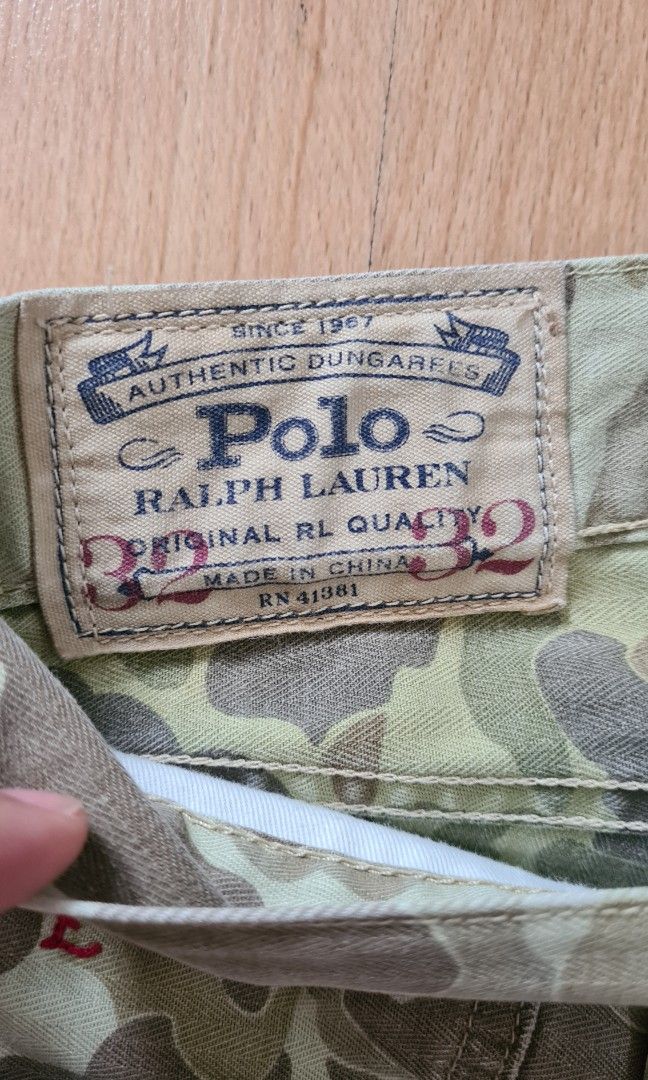 SINCE 1967
AUTHENTIC DUNGAREES
Polo
RALPH LAUREN
ORIGINAL RL QUALITY
32 32
MADE IN CHINA
RN 41381